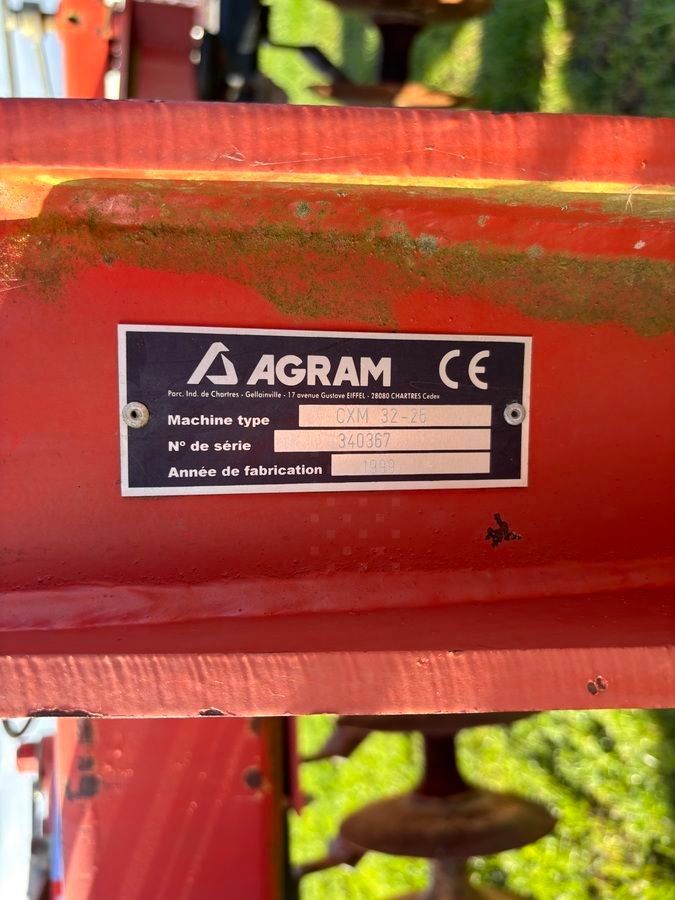 AGRAM CE
Parc. Ind. de Chartres - Gellainville - 17 avenue Gustave EIFFEL - 28080 CHARTRES Cedex
Machine type CXM 32-26
N° de série 340367
Année de fabrication 1999